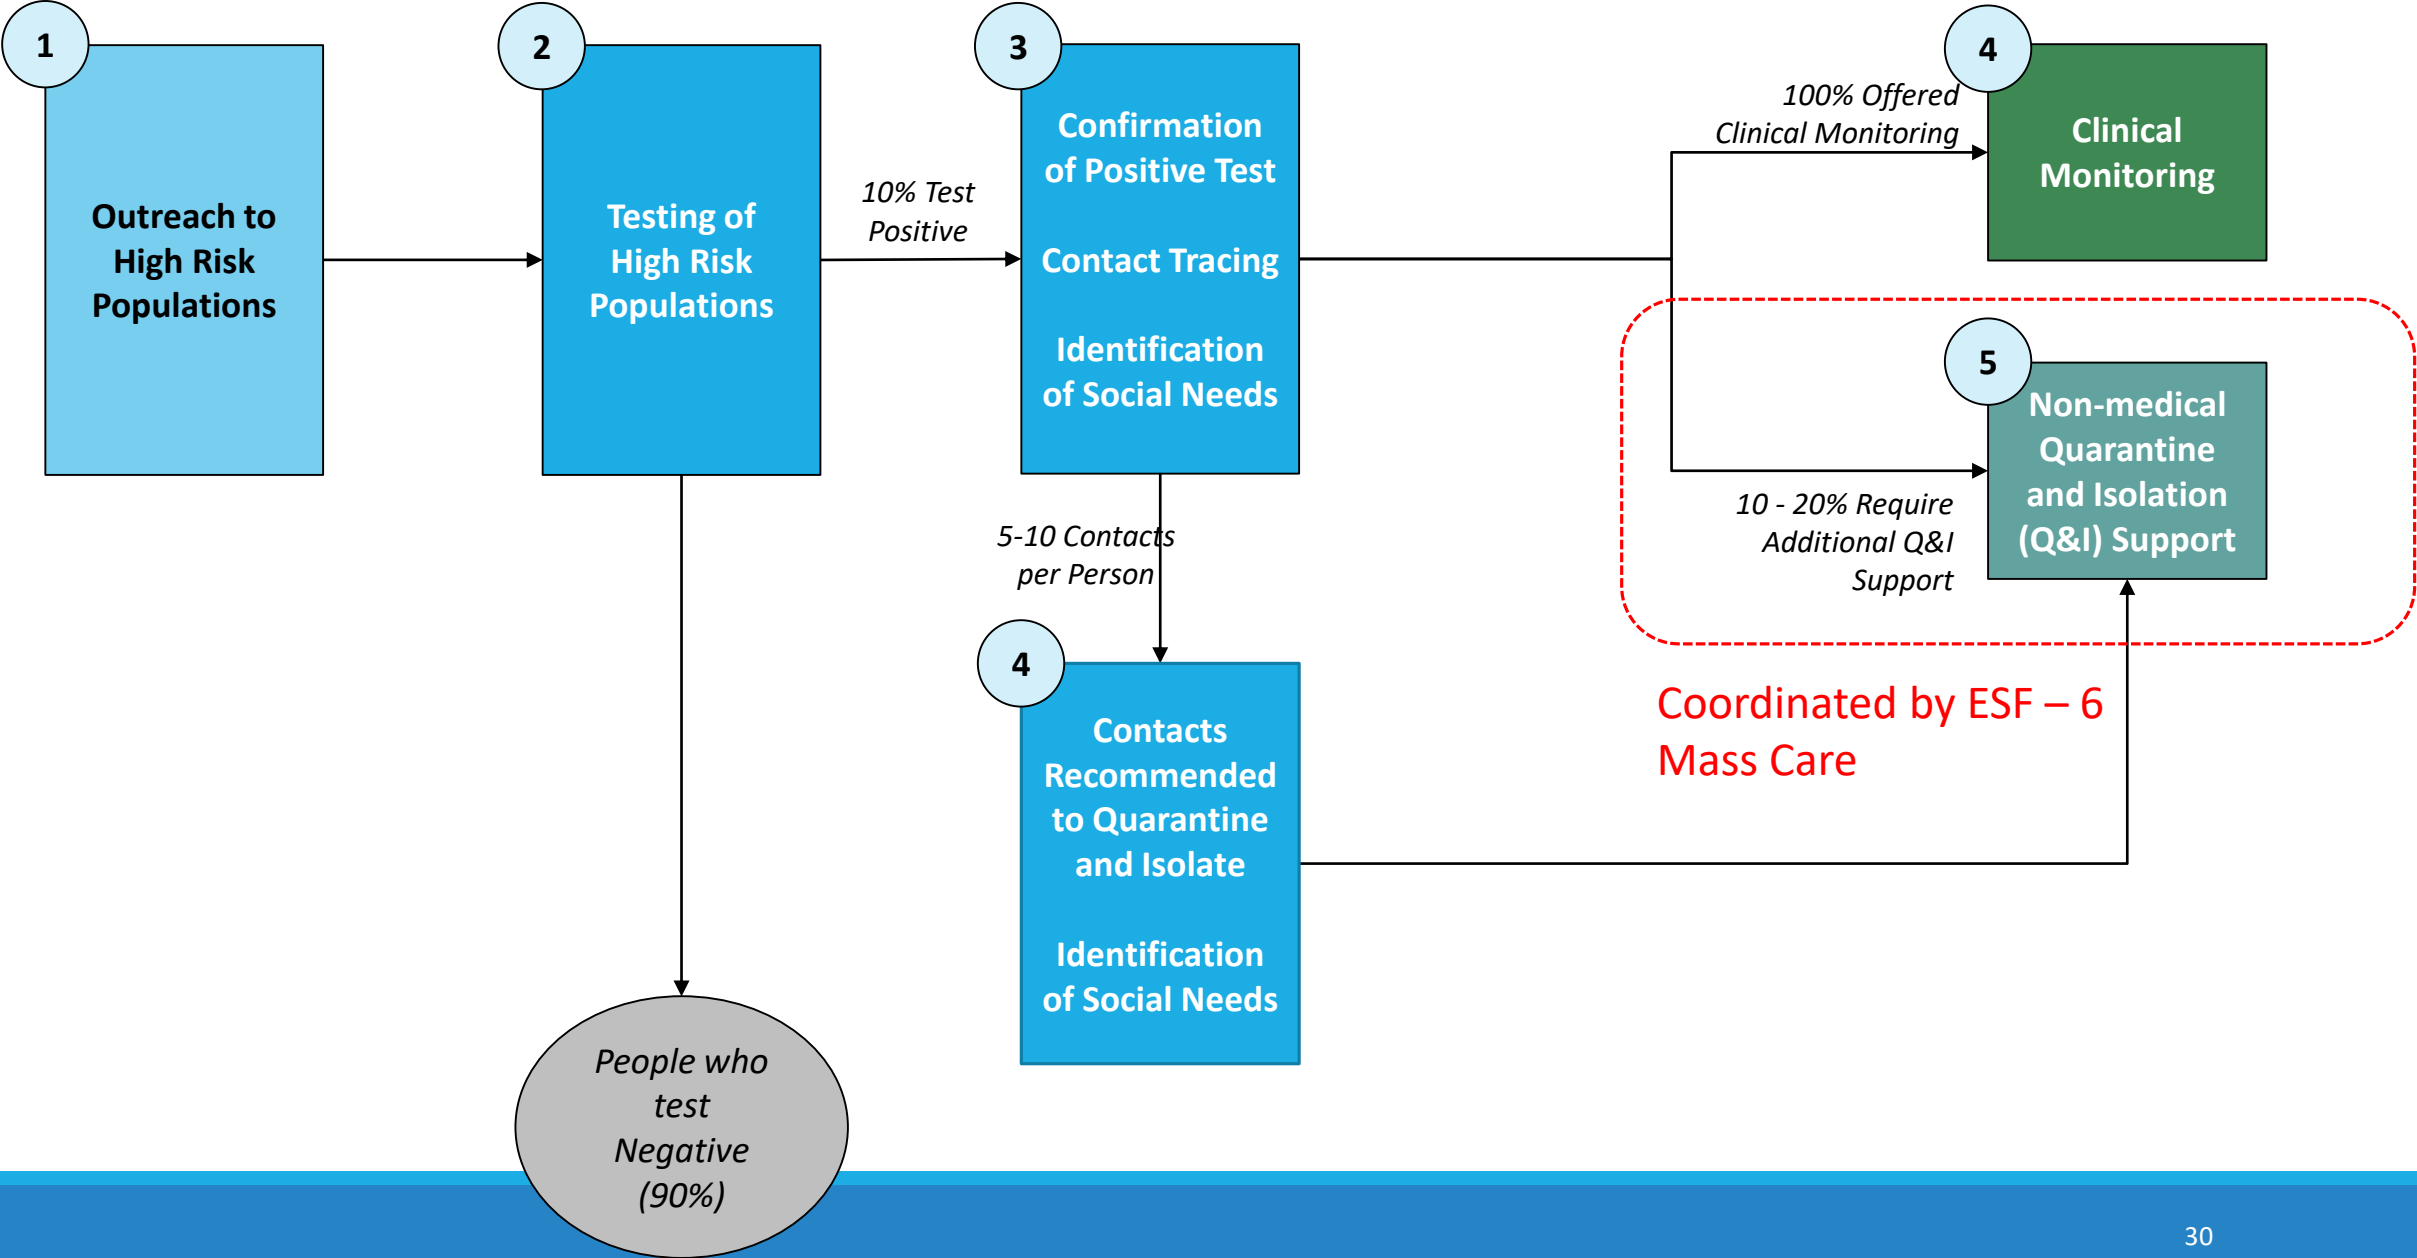 1
Outreach to
High Risk
Populations
2
Testing of
High Risk
Populations
10% Test
Positive
3
Confirmation
of Positive Test
Contact Tracing
Identification
of Social Needs
100% Offered
Clinical Monitoring
4
Clinical
Monitoring
5
Non-medical
Quarantine
and Isolation
(Q&I) Support
10 - 20% Require
Additional Q&I
Support
5-10 Contacts
per Person
4
Contacts
Recommended
to Quarantine
and Isolate
Identification
of Social Needs
Coordinated by ESF – 6
Mass Care
People who
test
Negative
(90%)
30